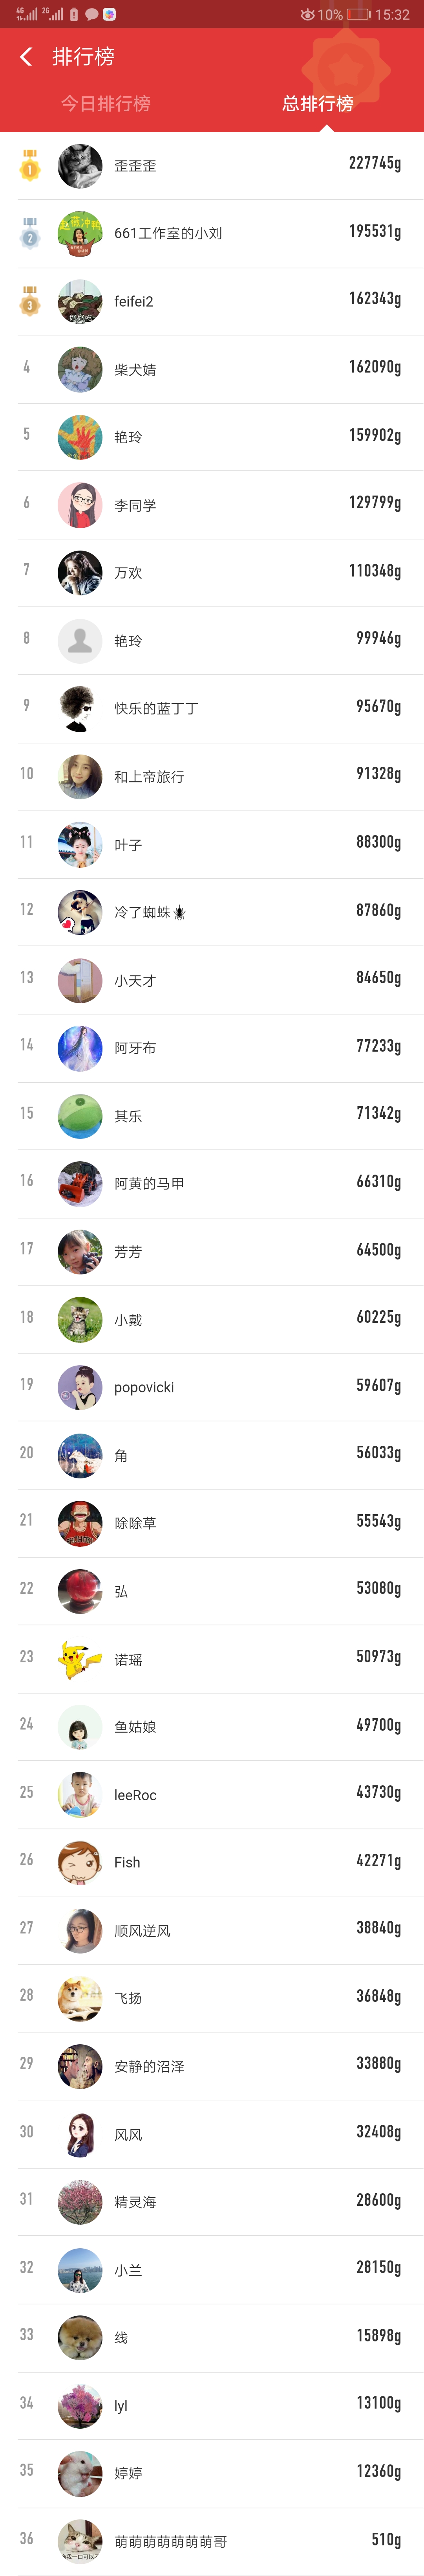 4G 2G 10% 15:32
排行榜
今日排行榜 总排行榜
1 歪歪歪 227745g
2 661工作室的小刘 195531g
3 feifei2 162343g
4 柴犬婧 162090g
5 艳玲 159902g
6 李同学 129799g
7 万欢 110348g
8 艳玲 99946g
9 快乐的蓝丁丁 95670g
10 和上帝旅行 91328g
11 叶子 88300g
12 冷了蜘蛛🕷 87860g
13 小天才 84650g
14 阿牙布 77233g
15 其乐 71342g
16 阿黄的马甲 66310g
17 芳芳 64500g
18 小戴 60225g
19 popovicki 59607g
20 角 56033g
21 除除草 55543g
22 弘 53080g
23 诺瑶 50973g
24 鱼姑娘 49700g
25 leeRoc 43730g
26 Fish 42271g
27 顺风逆风 38840g
28 飞扬 36848g
29 安静的沼泽 33880g
30 风风 32408g
31 精灵海 28600g
32 小兰 28150g
33 线 15898g
34 lyl 13100g
35 婷婷 12360g
36 萌萌萌萌萌萌萌哥 510g